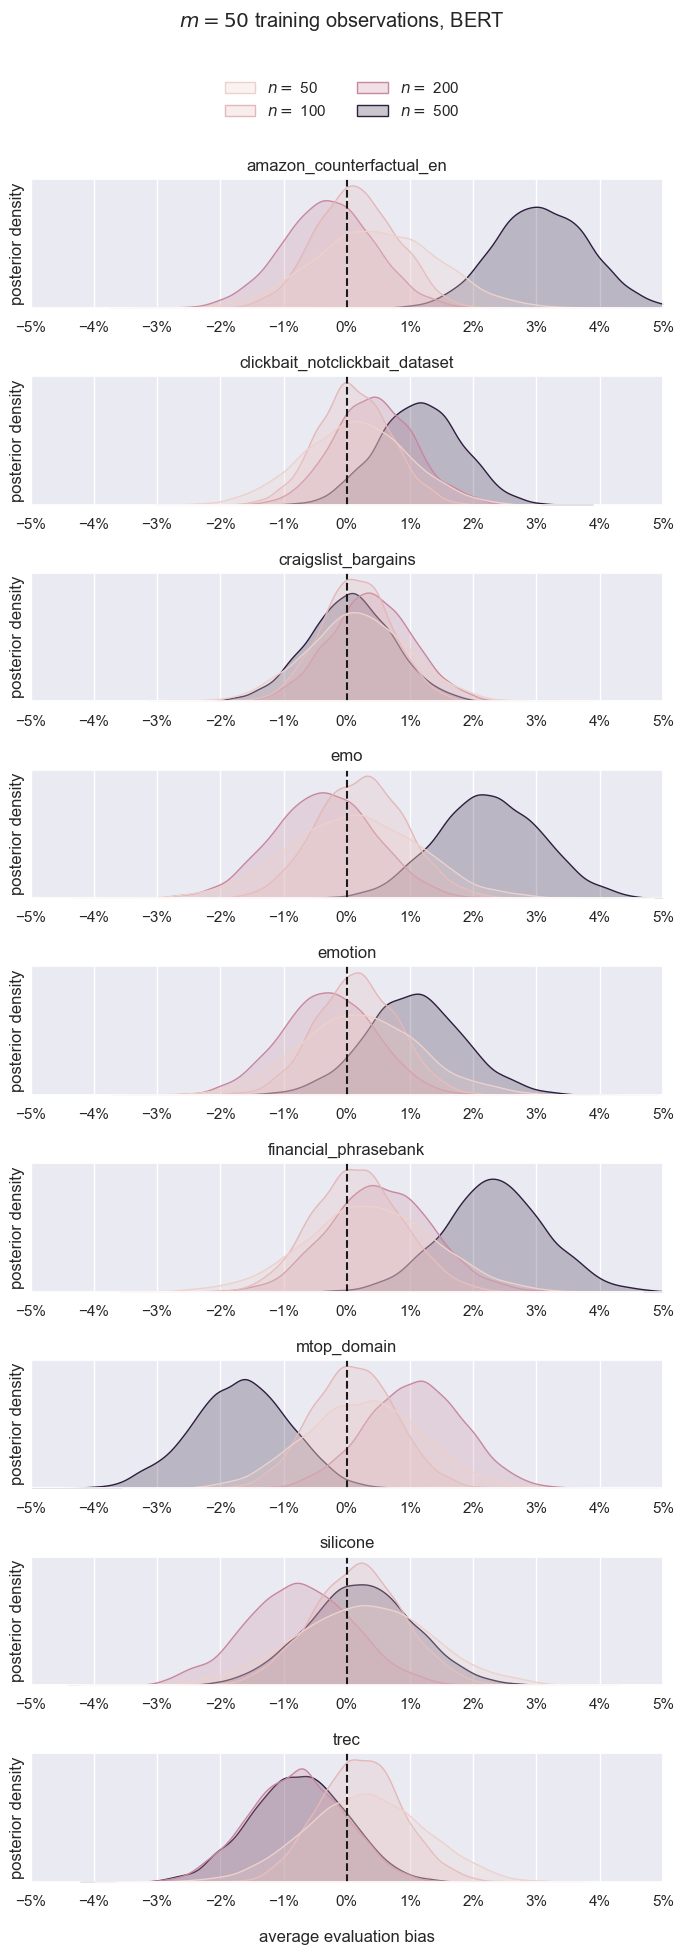 m = 50 training observations, BERT
n = 50 n = 200
n = 100 n = 500
amazon_counterfactual_en
posterior density
−5% −4% −3% −2% −1% 0% 1% 2% 3% 4% 5%
clickbait_notclickbait_dataset
posterior density
−5% −4% −3% −2% −1% 0% 1% 2% 3% 4% 5%
craigslist_bargains
posterior density
−5% −4% −3% −2% −1% 0% 1% 2% 3% 4% 5%
emo
posterior density
−5% −4% −3% −2% −1% 0% 1% 2% 3% 4% 5%
emotion
posterior density
−5% −4% −3% −2% −1% 0% 1% 2% 3% 4% 5%
financial_phrasebank
posterior density
−5% −4% −3% −2% −1% 0% 1% 2% 3% 4% 5%
mtop_domain
posterior density
−5% −4% −3% −2% −1% 0% 1% 2% 3% 4% 5%
silicone
posterior density
−5% −4% −3% −2% −1% 0% 1% 2% 3% 4% 5%
trec
posterior density
−5% −4% −3% −2% −1% 0% 1% 2% 3% 4% 5%
average evaluation bias